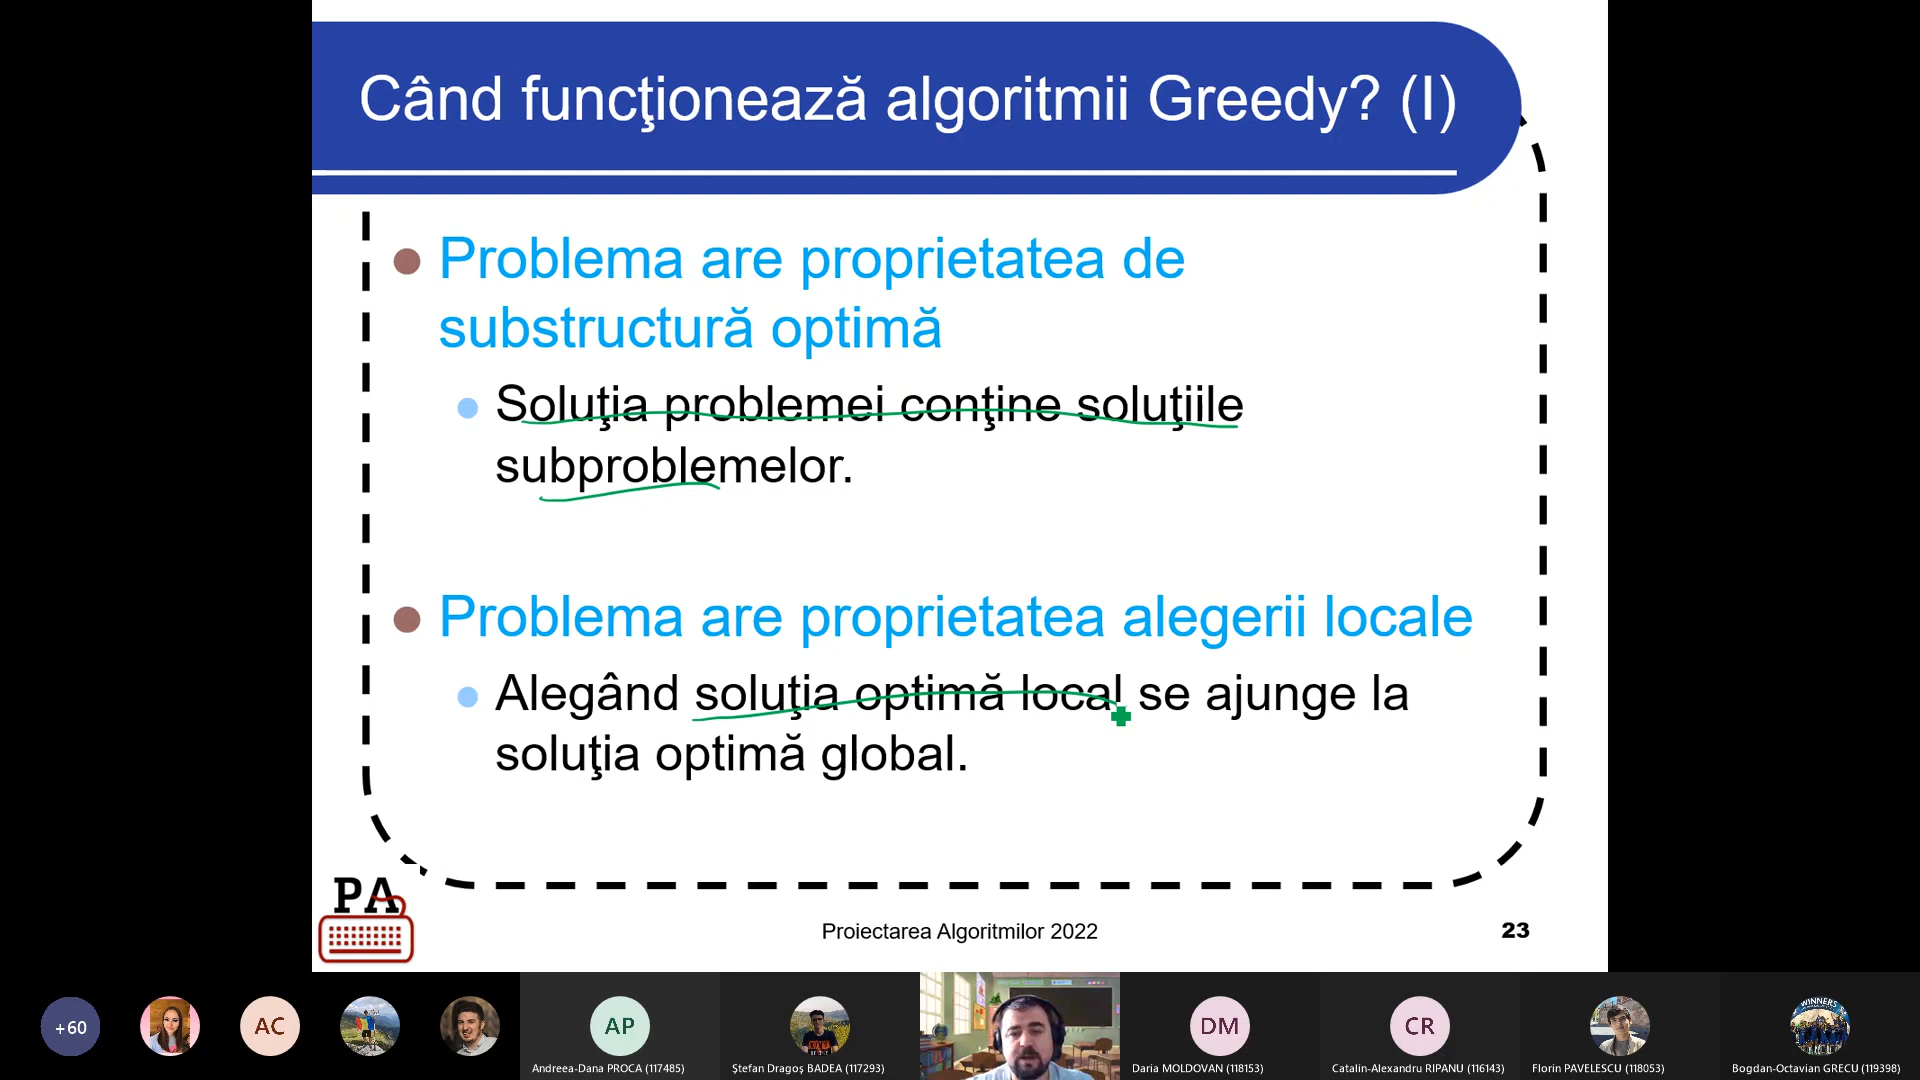 Când funcţionează algoritmii Greedy? (I)
Problema are proprietatea de
substructură optimă
Soluţia problemei conţine soluţiile
subproblemelor.
Problema are proprietatea alegerii locale
Alegând soluţia optimă local se ajunge la
soluţia optimă global.
PA
Proiectarea Algoritmilor 2022
23
+60
AC
AP
DM
CR
WINNERS
Andreea-Dana PROCA (117485)
Ștefan Dragoș BADEA (117293)
Daria MOLDOVAN (118153)
Catalin-Alexandru RIPANU (116143)
Florin PAVELESCU (118053)
Bogdan-Octavian GRECU (119398)